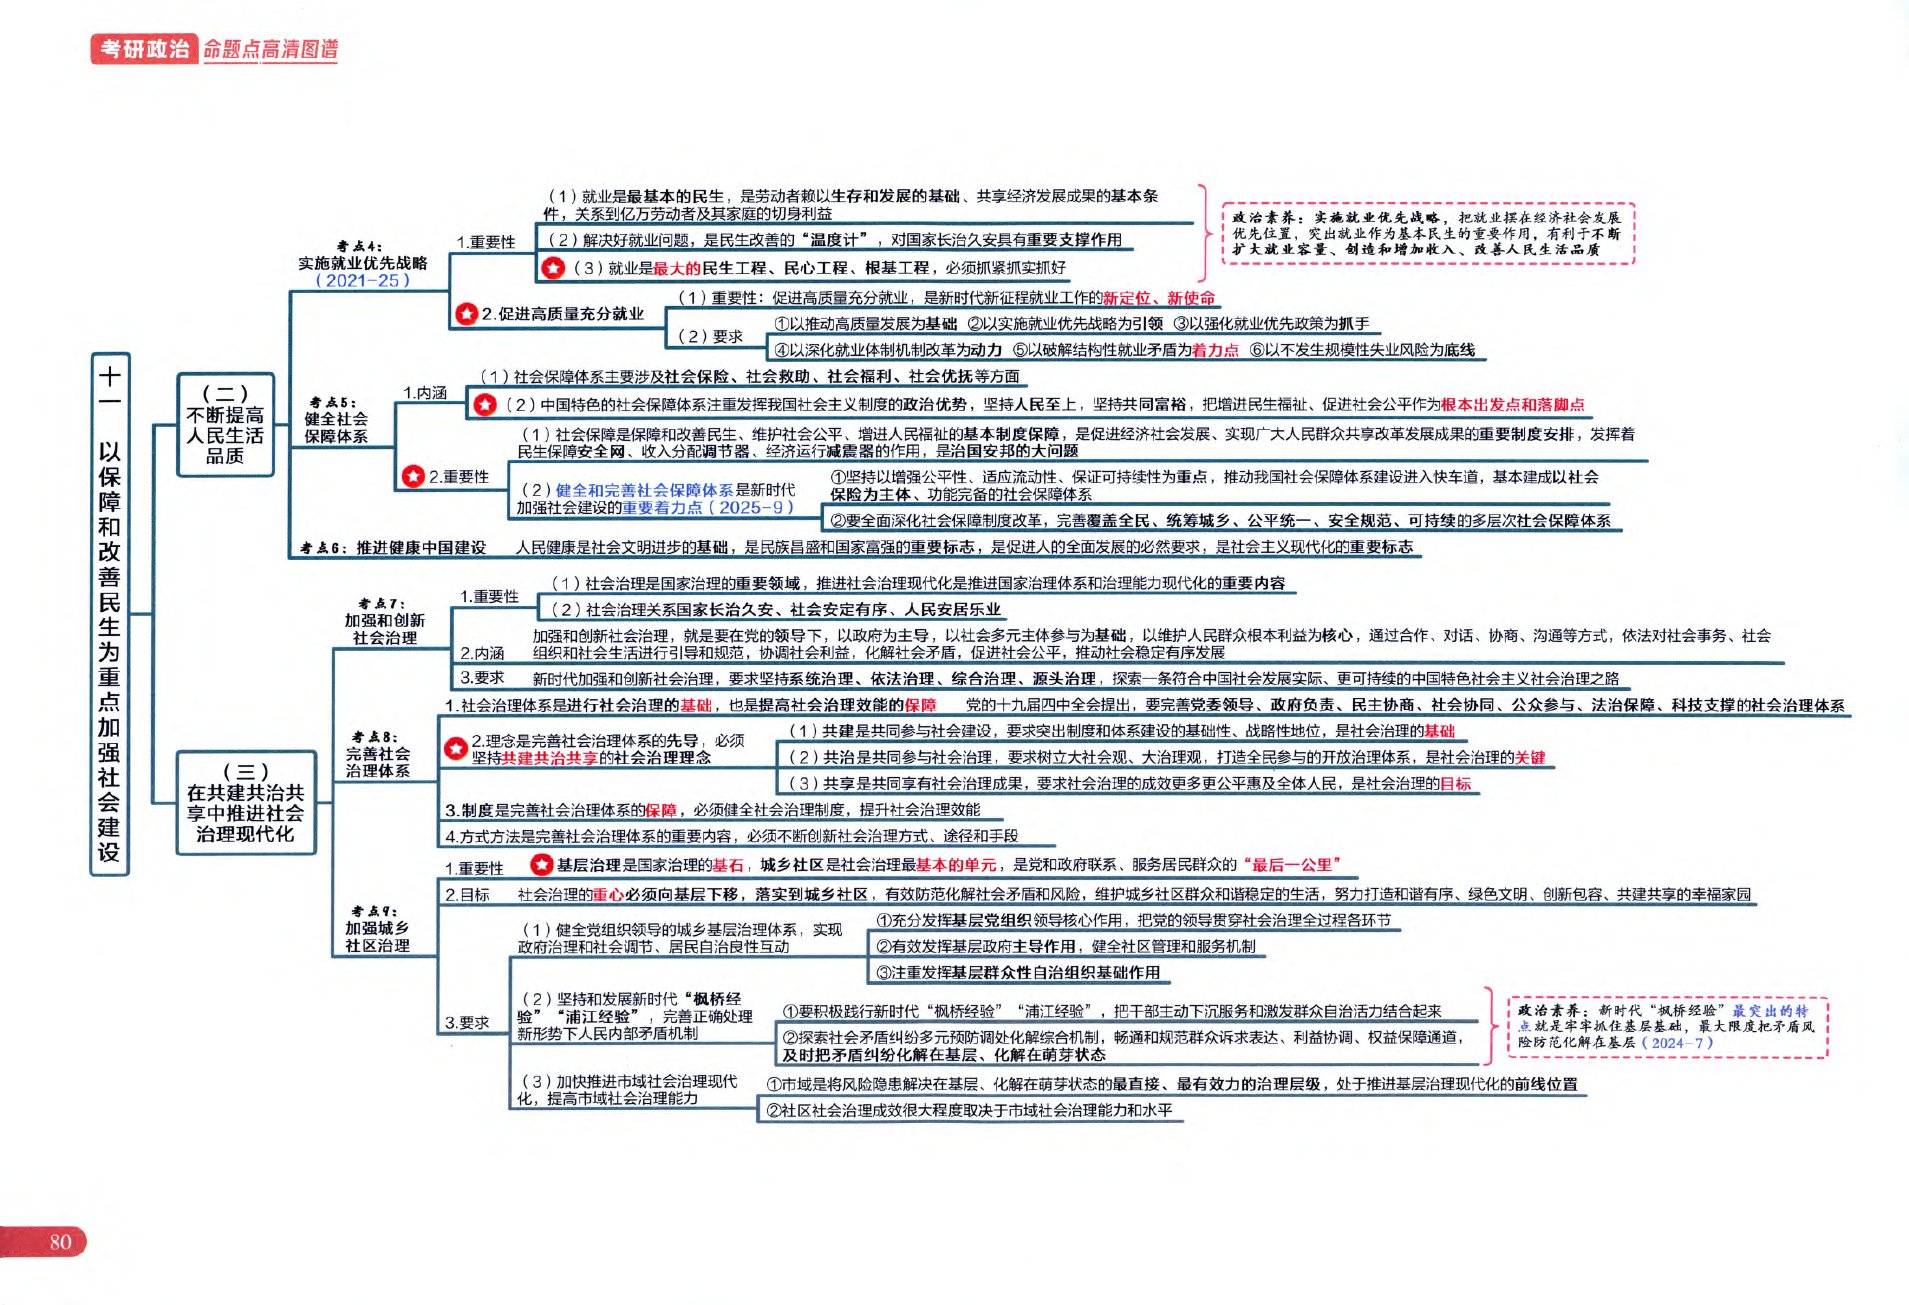 考研政治 命题点高清图谱
十一 以保障和改善民生为重点加强社会建设
（二）
不断提高
人民生活
品质
考点4：
实施就业优先战略
（2021-25）
1.重要性
（1）就业是最基本的民生，是劳动者赖以生存和发展的基础、共享经济发展成果的基本条
件，关系到亿万劳动者及其家庭的切身利益
（2）解决好就业问题，是民生改善的“温度计”，对国家长治久安具有重要支撑作用
（3）就业是最大的民生工程、民心工程、根基工程，必须抓紧抓实抓好
政治素养：实施就业优先战略，把就业摆在经济社会发展
优先位置，突出就业作为基本民生的重要作用，有利于不断
扩大就业容量、创造和增加收入、改善人民生活品质
2.促进高质量充分就业
（1）重要性：促进高质量充分就业，是新时代新征程就业工作的新定位、新使命
（2）要求
①以推动高质量发展为基础 ②以实施就业优先战略为引领 ③以强化就业优先政策为抓手
④以深化就业体制机制改革为动力 ⑤以破解结构性就业矛盾为着力点 ⑥以不发生规模性失业风险为底线
考点5：
健全社会
保障体系
1.内涵
（1）社会保障体系主要涉及社会保险、社会救助、社会福利、社会优抚等方面
（2）中国特色的社会保障体系注重发挥我国社会主义制度的政治优势，坚持人民至上，坚持共同富裕，把增进民生福祉、促进社会公平作为根本出发点和落脚点
2.重要性
（1）社会保障是保障和改善民生、维护社会公平、增进人民福祉的基本制度保障，是促进经济社会发展、实现广大人民群众共享改革发展成果的重要制度安排，发挥着
民生保障安全网、收入分配调节器、经济运行减震器的作用，是治国安邦的大问题
（2）健全和完善社会保障体系是新时代
加强社会建设的重要着力点（2025-9）
①坚持以增强公平性、适应流动性、保证可持续性为重点，推动我国社会保障体系建设进入快车道，基本建成以社会
保险为主体、功能完备的社会保障体系
②要全面深化社会保障制度改革，完善覆盖全民、统筹城乡、公平统一、安全规范、可持续的多层次社会保障体系
考点6：推进健康中国建设
人民健康是社会文明进步的基础，是民族昌盛和国家富强的重要标志，是促进人的全面发展的必然要求，是社会主义现代化的重要标志
（三）
在共建共治共
享中推进社会
治理现代化
考点7：
加强和创新
社会治理
1.重要性
（1）社会治理是国家治理的重要领域，推进社会治理现代化是推进国家治理体系和治理能力现代化的重要内容
（2）社会治理关系国家长治久安、社会安定有序、人民安居乐业
2.内涵
加强和创新社会治理，就是要在党的领导下，以政府为主导，以社会多元主体参与为基础，以维护人民群众根本利益为核心，通过合作、对话、协商、沟通等方式，依法对社会事务、社会
组织和社会生活进行引导和规范，协调社会利益，化解社会矛盾，促进社会公平，推动社会稳定有序发展
3.要求
新时代加强和创新社会治理，要求坚持系统治理、依法治理、综合治理、源头治理，探索一条符合中国社会发展实际、更可持续的中国特色社会主义社会治理之路
考点8：
完善社会
治理体系
1.社会治理体系是进行社会治理的基础，也是提高社会治理效能的保障 党的十九届四中全会提出，要完善党委领导、政府负责、民主协商、社会协同、公众参与、法治保障、科技支撑的社会治理体系
2.理念是完善社会治理体系的先导，必须
坚持共建共治共享的社会治理理念
（1）共建是共同参与社会建设，要求突出制度和体系建设的基础性、战略性地位，是社会治理的基础
（2）共治是共同参与社会治理，要求树立大社会观、大治理观，打造全民参与的开放治理体系，是社会治理的关键
（3）共享是共同享有社会治理成果，要求社会治理的成效更多更公平惠及全体人民，是社会治理的目标
3.制度是完善社会治理体系的保障，必须健全社会治理制度，提升社会治理效能
4.方式方法是完善社会治理体系的重要内容，必须不断创新社会治理方式、途径和手段
考点9：
加强城乡
社区治理
1.重要性
基层治理是国家治理的基石，城乡社区是社会治理最基本的单元，是党和政府联系、服务居民群众的“最后一公里”
2.目标
社会治理的重心必须向基层下移，落实到城乡社区，有效防范化解社会矛盾和风险，维护城乡社区群众和谐稳定的生活，努力打造和谐有序、绿色文明、创新包容、共建共享的幸福家园
3.要求
（1）健全党组织领导的城乡基层治理体系，实现
政府治理和社会调节、居民自治良性互动
①充分发挥基层党组织领导核心作用，把党的领导贯穿社会治理全过程各环节
②有效发挥基层政府主导作用，健全社区管理和服务机制
③注重发挥基层群众性自治组织基础作用
（2）坚持和发展新时代“枫桥经
验”“浦江经验”，完善正确处理
新形势下人民内部矛盾机制
①要积极践行新时代“枫桥经验”“浦江经验”，把干部主动下沉服务和激发群众自治活力结合起来
②探索社会矛盾纠纷多元预防调处化解综合机制，畅通和规范群众诉求表达、利益协调、权益保障通道，
及时把矛盾纠纷化解在基层、化解在萌芽状态
政治素养：新时代“枫桥经验”最突出的特
点就是牢牢抓住基层基础，最大限度把矛盾风
险防范化解在基层（2024-7）
（3）加快推进市域社会治理现代
化，提高市域社会治理能力
①市域是将风险隐患解决在基层、化解在萌芽状态的最直接、最有效力的治理层级，处于推进基层治理现代化的前线位置
②社区社会治理成效很大程度取决于市域社会治理能力和水平
80